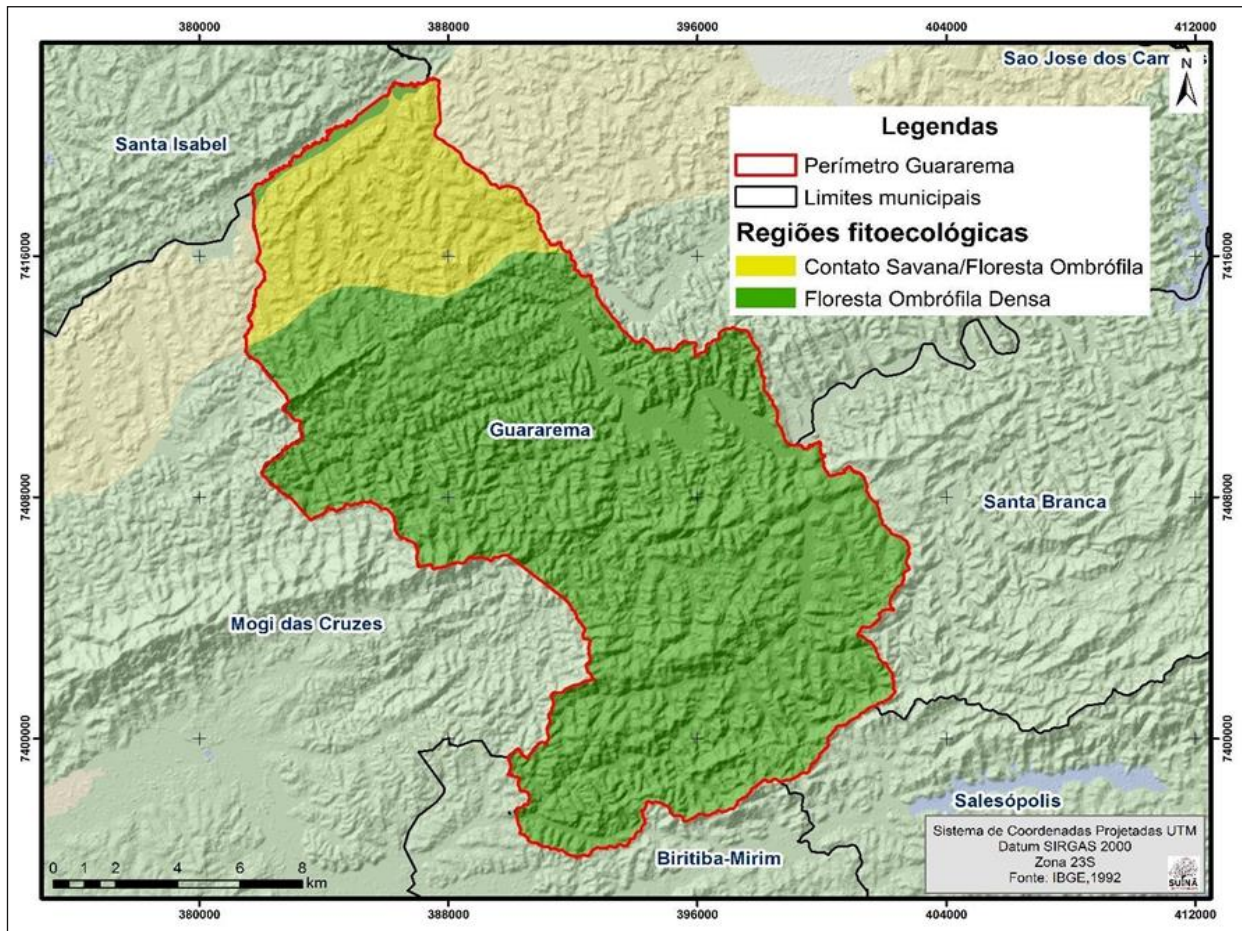 380000
388000
396000
404000
412000
Sao Jose dos Cam s
N
Santa Isabel
Legendas
Perímetro Guararema
Limites municipais
Regiões fitoecológicas
Contato Savana/Floresta Ombrófila
Floresta Ombrófila Densa
7416000
7416000
Guararema
7408000
7408000
Santa Branca
Mogi das Cruzes
7400000
7400000
Salesópolis
Biritiba-Mirim
Sistema de Coordenadas Projetadas UTM
Datum SIRGAS 2000
Zona 23S
Fonte: IBGE,1992
SUINÃ
0 1 2 4 6 8
km
380000
388000
396000
404000
412000